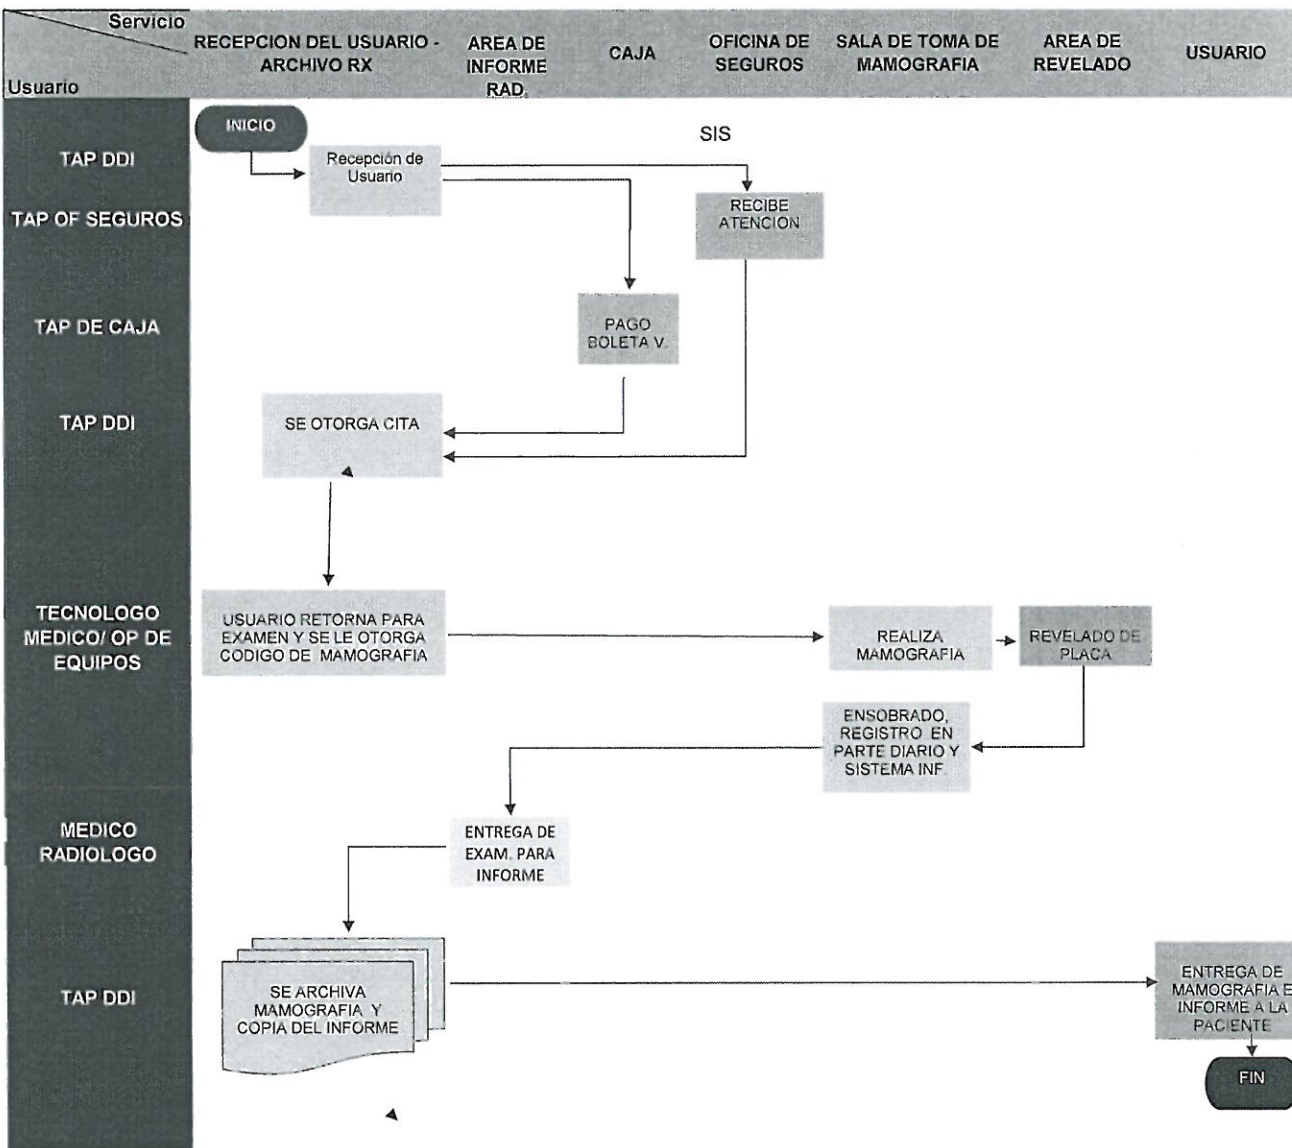 Servicio
Usuario
RECEPCION DEL USUARIO -
ARCHIVO RX
AREA DE
INFORME
RAD.
CAJA
OFICINA DE
SEGUROS
SALA DE TOMA DE
MAMOGRAFIA
AREA DE
REVELADO
USUARIO
TAP DDI
INICIO
Recepción de
Usuario
SIS
TAP OF SEGUROS
RECIBE
ATENCION
TAP DE CAJA
PAGO
BOLETA V.
TAP DDI
SE OTORGA CITA
TECNOLOGO
MEDICO/ OP DE
EQUIPOS
USUARIO RETORNA PARA
EXAMEN Y SE LE OTORGA
CODIGO DE MAMOGRAFIA
REALIZA
MAMOGRAFIA
REVELADO DE
PLACA
ENSOBRADO,
REGISTRO EN
PARTE DIARIO Y
SISTEMA INF.
MEDICO
RADIOLOGO
ENTREGA DE
EXAM. PARA
INFORME
TAP DDI
SE ARCHIVA
MAMOGRAFIA Y
COPIA DEL INFORME
ENTREGA DE
MAMOGRAFIA E
INFORME A LA
PACIENTE
FIN